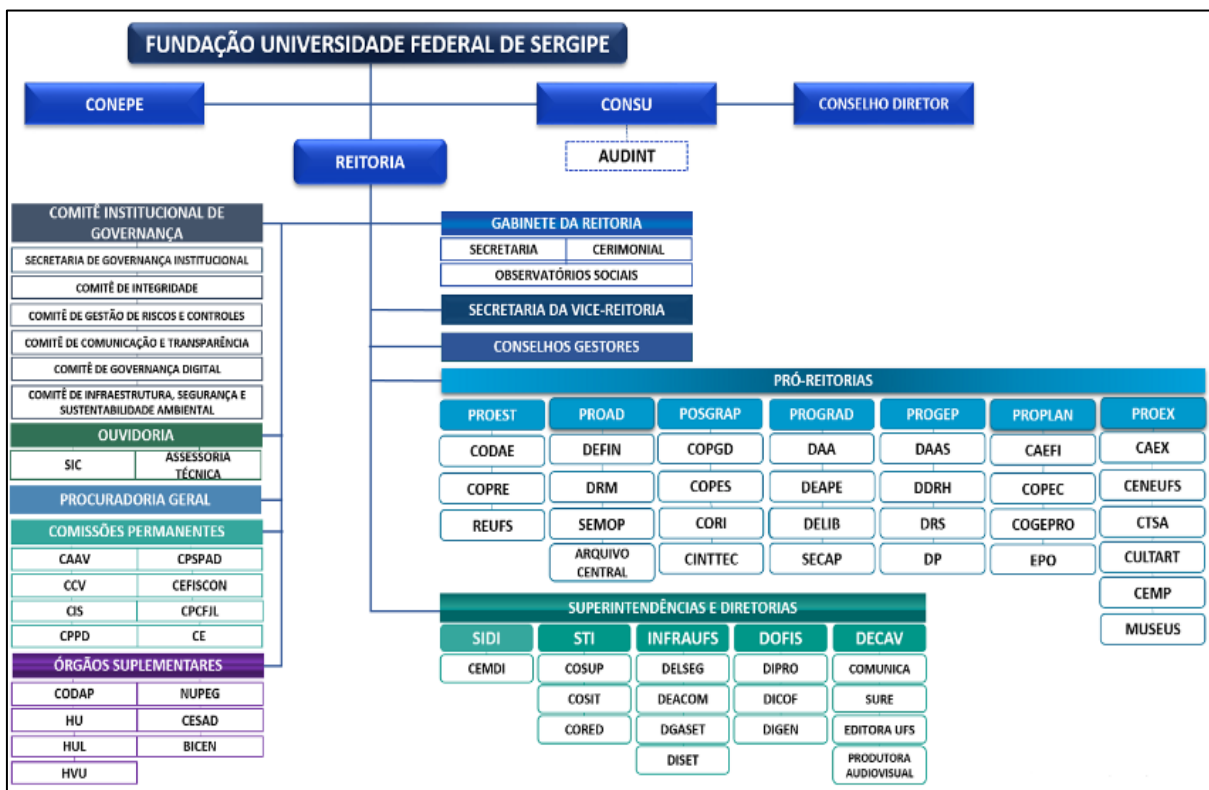 FUNDAÇÃO UNIVERSIDADE FEDERAL DE SERGIPE
CONEPE
CONSU
CONSELHO DIRETOR
AUDINT
REITORIA
COMITÊ INSTITUCIONAL DE
GOVERNANÇA
SECRETARIA DE GOVERNANÇA INSTITUCIONAL
COMITÊ DE INTEGRIDADE
COMITÊ DE GESTÃO DE RISCOS E CONTROLES
COMITÊ DE COMUNICAÇÃO E TRANSPARÊNCIA
COMITÊ DE GOVERNANÇA DIGITAL
COMITÊ DE INFRAESTRUTURA, SEGURANÇA E
SUSTENTABILIDADE AMBIENTAL
OUVIDORIA
SIC
ASSESSORIA
TÉCNICA
PROCURADORIA GERAL
COMISSÕES PERMANENTES
CAAV
CPSPAD
CCV
CEFISCON
CIS
CPCFJL
CPPD
CE
ÓRGÃOS SUPLEMENTARES
CODAP
NUPEG
HU
CESAD
HUL
BICEN
HVU
GABINETE DA REITORIA
SECRETARIA
CERIMONIAL
OBSERVATÓRIOS SOCIAIS
SECRETARIA DA VICE-REITORIA
CONSELHOS GESTORES
PRÓ-REITORIAS
PROEST
PROAD
POSGRAP
PROGRAD
PROGEP
PROPLAN
PROEX
CODAE
DEFIN
COPGD
DAA
DAAS
CAEFI
CAEX
COPRE
DRM
COPES
DEAPE
DDRH
COPEC
CENEUFS
REUFS
SEMOP
CORI
DELIB
DRS
COGEPRO
CTSA
ARQUIVO
CENTRAL
CINTTEC
SECAP
DP
EPO
CULTART
CEMP
MUSEUS
SUPERINTENDÊNCIAS E DIRETORIAS
SIDI
STI
INFRAUFS
DOFIS
DECAV
CEMDI
COSUP
DELSEG
DIPRO
COMUNICA
COSIT
DEACOM
DICOF
SURE
CORED
DGASET
DIGEN
EDITORA UFS
DISET
PRODUTORA
AUDIOVISUAL